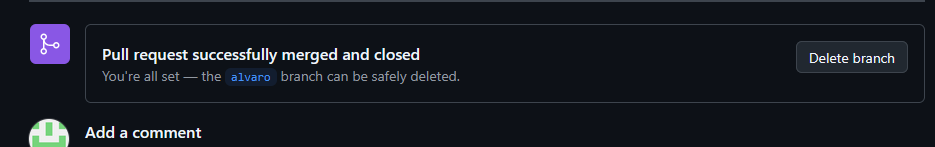 Pull request successfully merged and closed
You're all set — the alvaro branch can be safely deleted.
Delete branch
Add a comment